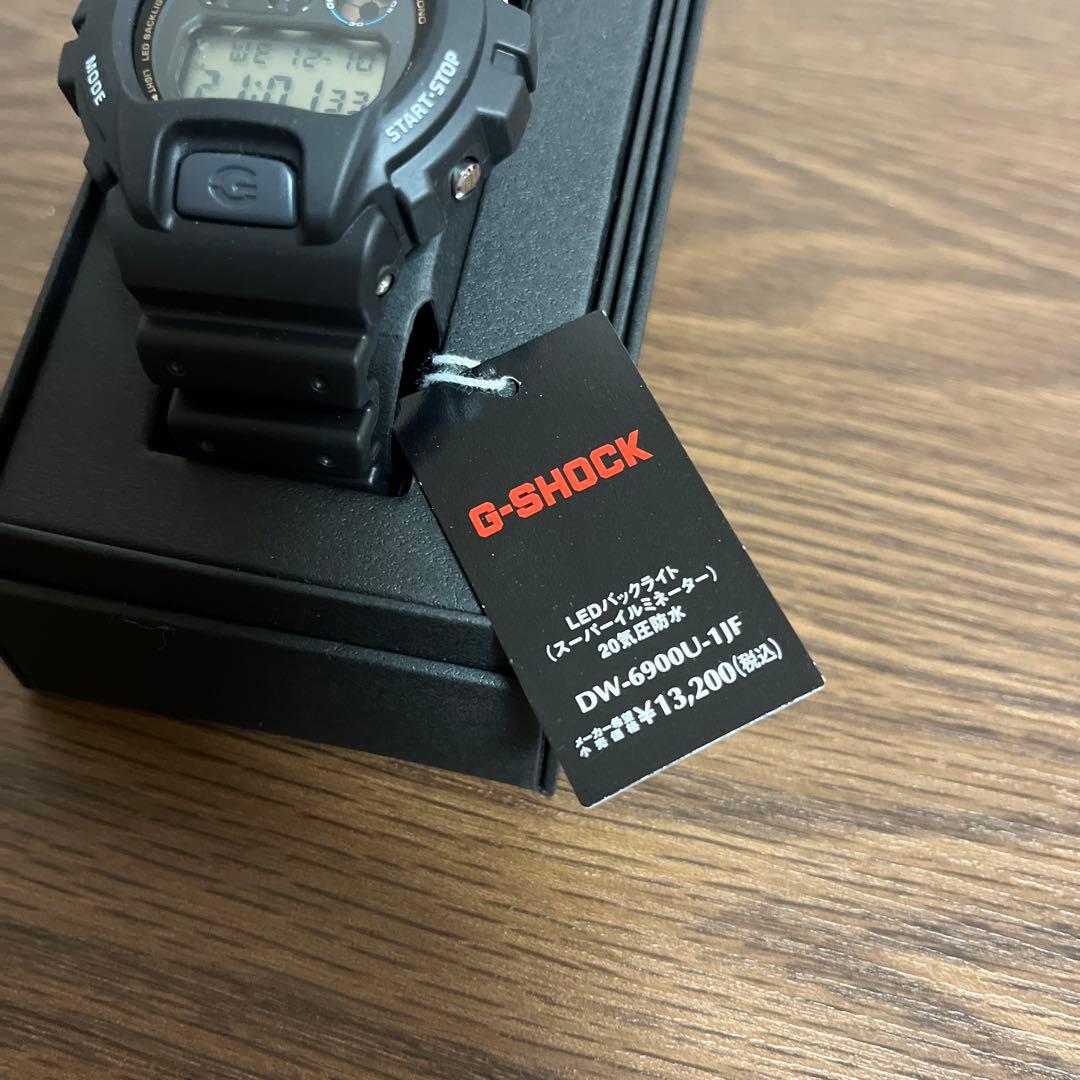 LIGHT
LED BACKLIGHT
WE 12-10
21:01 33
MODE
START·STOP
G
G-SHOCK
LEDバックライト
(スーパーイルミネーター)
20気圧防水
DW-6900U-1JF
メーカー希望
小売価格
¥13,200(税込)